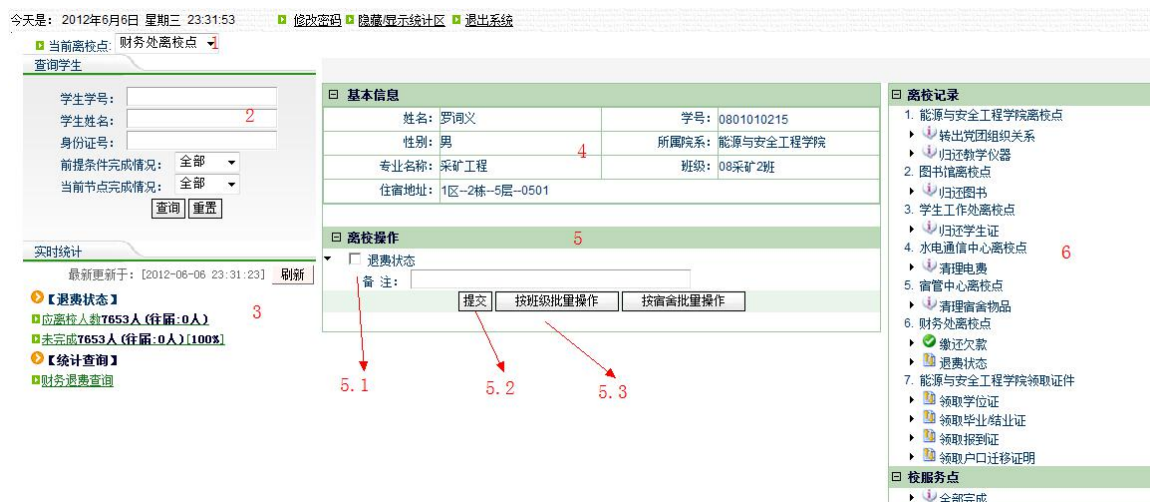 今天是: 2012年6月6日 星期三 23:31:53 修改密码 隐藏/显示统计区 退出系统
当前离校点: 财务处离校点 1
查询学生
学生学号:
学生姓名: 2
身份证号:
前提条件完成情况: 全部
当前节点完成情况: 全部
查询 重置
实时统计
最新更新于: [2012-06-06 23:31:23] 刷新
【退费状态】
应离校人数7653人(往届:0人) 3
未完成7653人(往届:0人)[100%]
【统计查询】
财务退费查询
基本信息
姓名: 罗词义 学号: 0801010215
性别: 男 所属院系: 能源与安全工程学院
4
专业名称: 采矿工程 班级: 08采矿2班
住宿地址: 1区--2栋--5层--0501
离校操作 5
退费状态
备 注:
提交 按班级批量操作 按宿舍批量操作
5.1 5.2 5.3
离校记录
1. 能源与安全工程学院离校点
转出党团组织关系
归还教学仪器
2. 图书馆离校点
归还图书
3. 学生工作处离校点
归还学生证
4. 水电通信中心离校点
6
清理电费
5. 宿管中心离校点
清理宿舍物品
6. 财务处离校点
缴还欠款
退费状态
7. 能源与安全工程学院领取证件
领取学位证
领取毕业/结业证
领取报到证
领取户口迁移证明
校服务点
全部完成